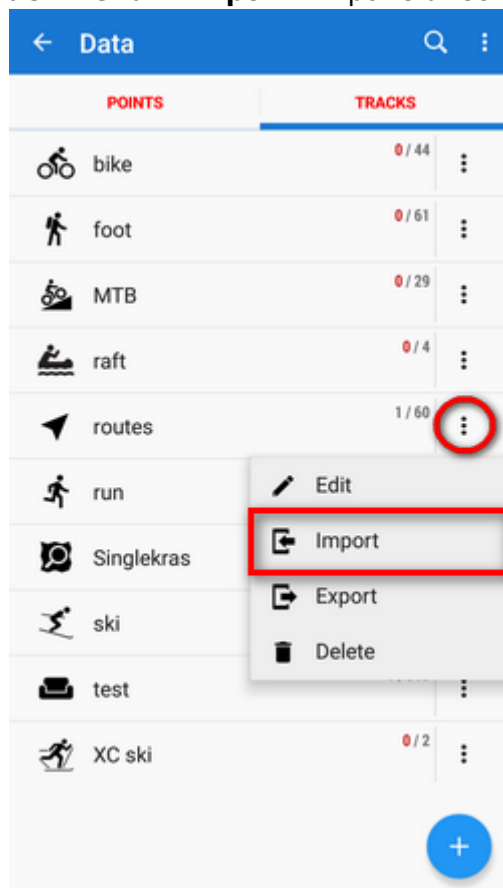 Data
POINTS TRACKS
bike 0 / 44
foot 0 / 61
MTB 0 / 29
raft 0 / 4
routes 1 / 60
run
Edit
Import
Singlekras
Export
ski
Delete
test
XC ski 0 / 2